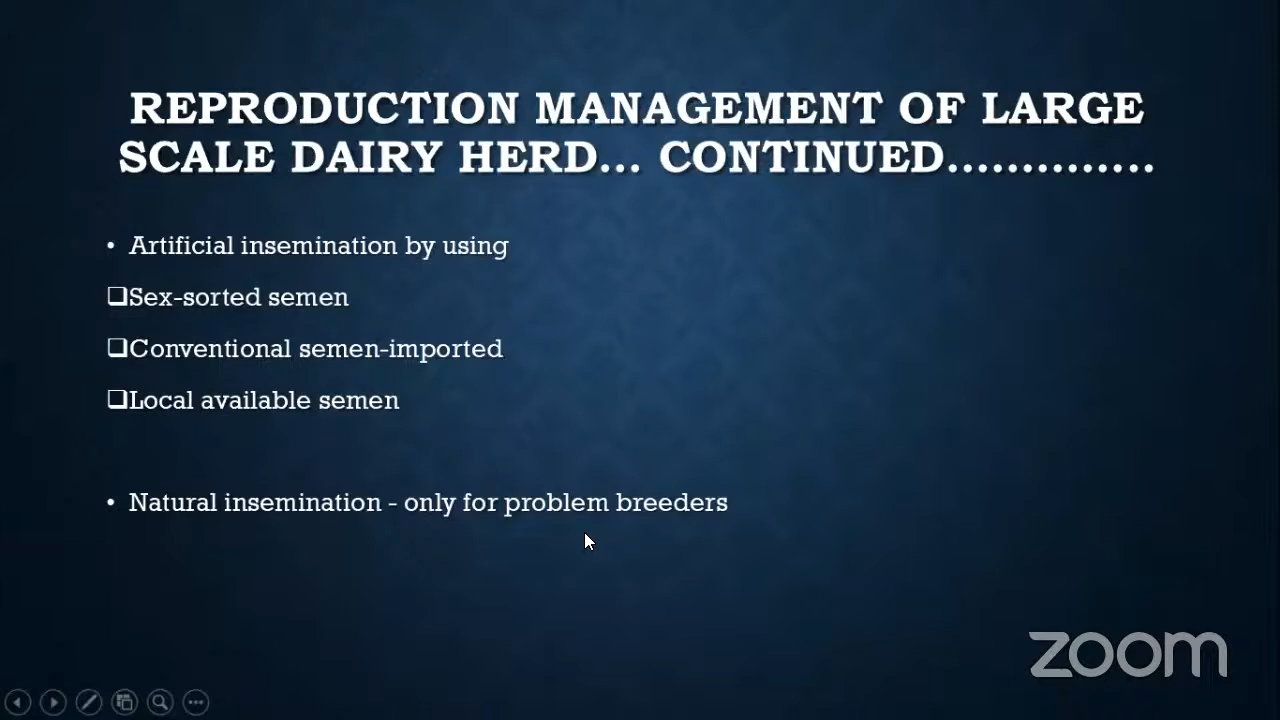 REPRODUCTION MANAGEMENT OF LARGE
SCALE DAIRY HERD... CONTINUED..............
• Artificial insemination by using
❑Sex-sorted semen
❑Conventional semen-imported
❑Local available semen
• Natural insemination - only for problem breeders
zoom